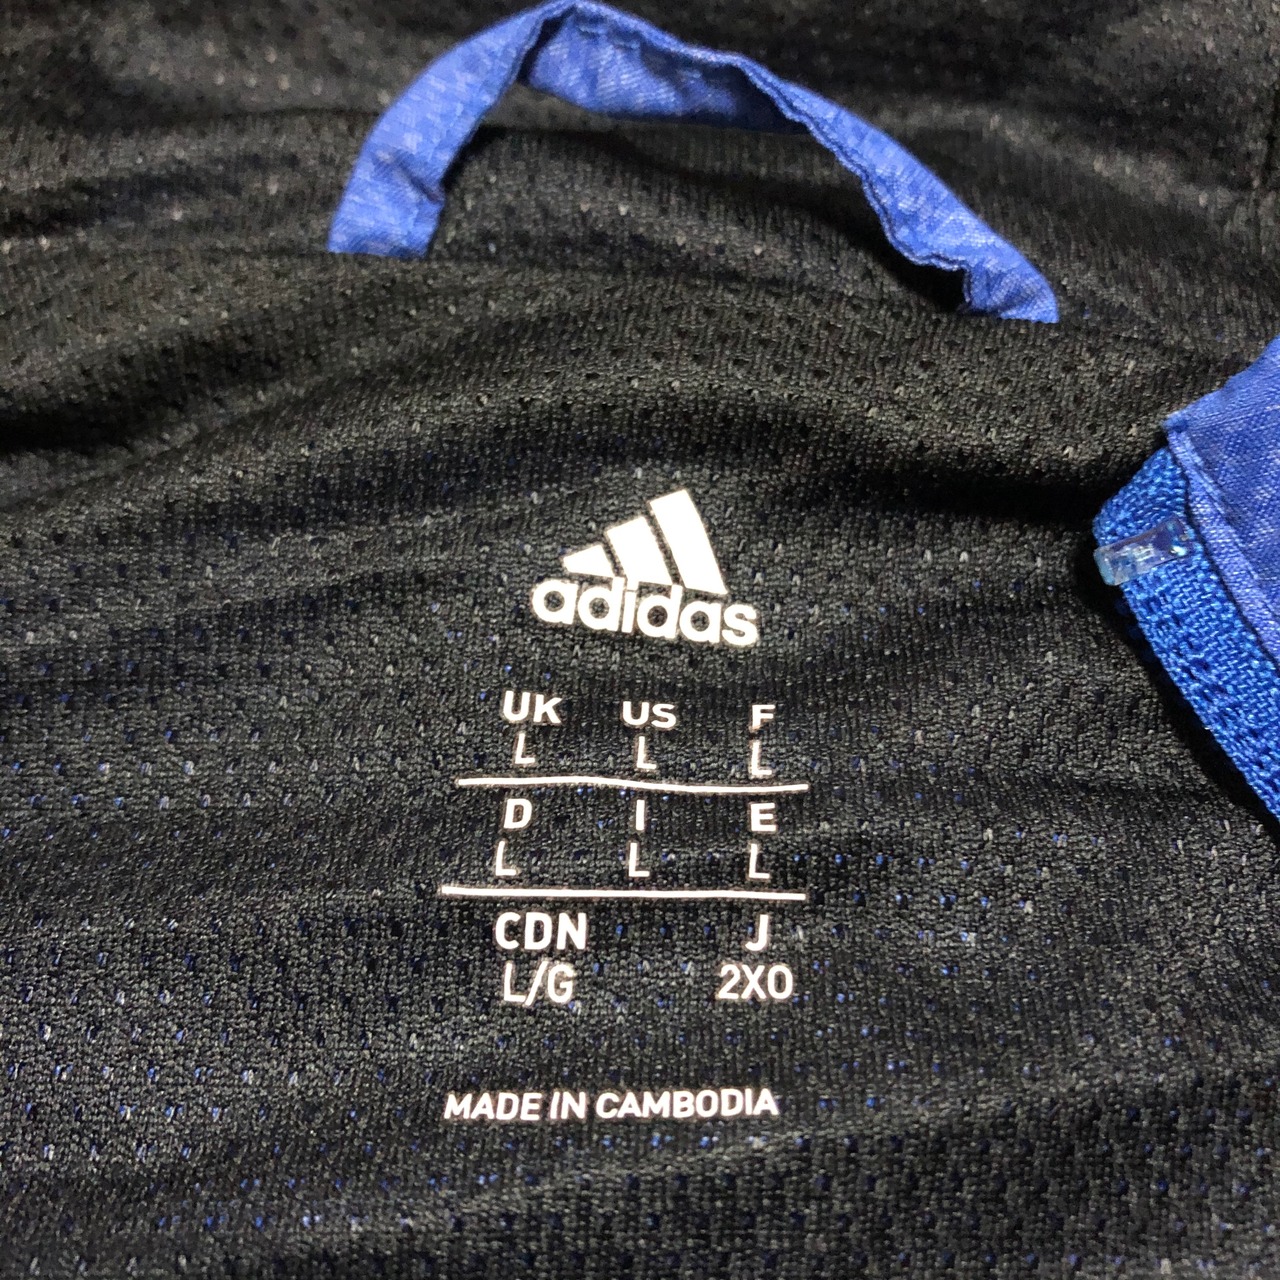 adidas
UK US F
L L L
D I E
L L L
CDN J
L/G 2XO
MADE IN CAMBODIA